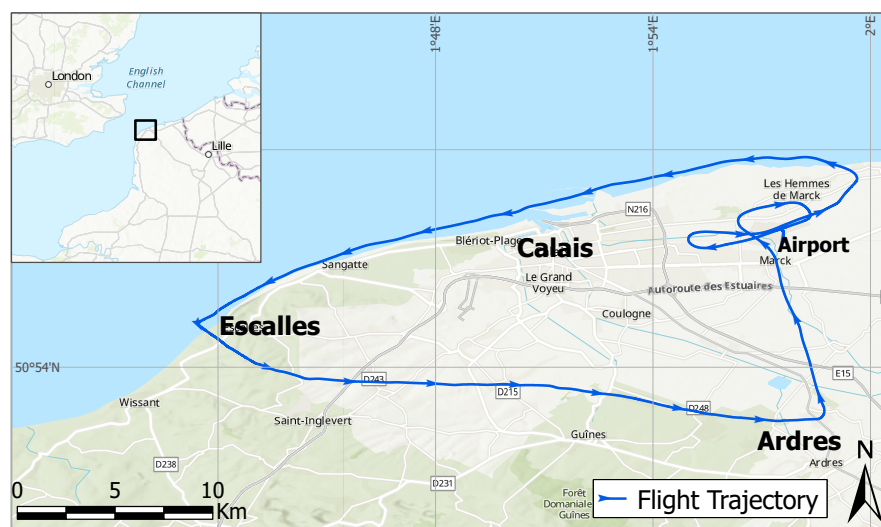 1°48'E
1°54'E
2°E
London
English
Channel
Lille
Les Hemmes
de Marck
N216
Blériot-Plage
Calais
Airport
Sangatte
Marck
Le Grand
Voyeu
Autoroute des Estuaires
Escalles
Coulogne
50°54'N
E15
D243
D215
D248
Wissant
Saint-Inglevert
Guînes
Ardres
Ardres
D238
D231
N
0 5 10
Km
Forêt
Domaniale
Guînes
Flight Trajectory